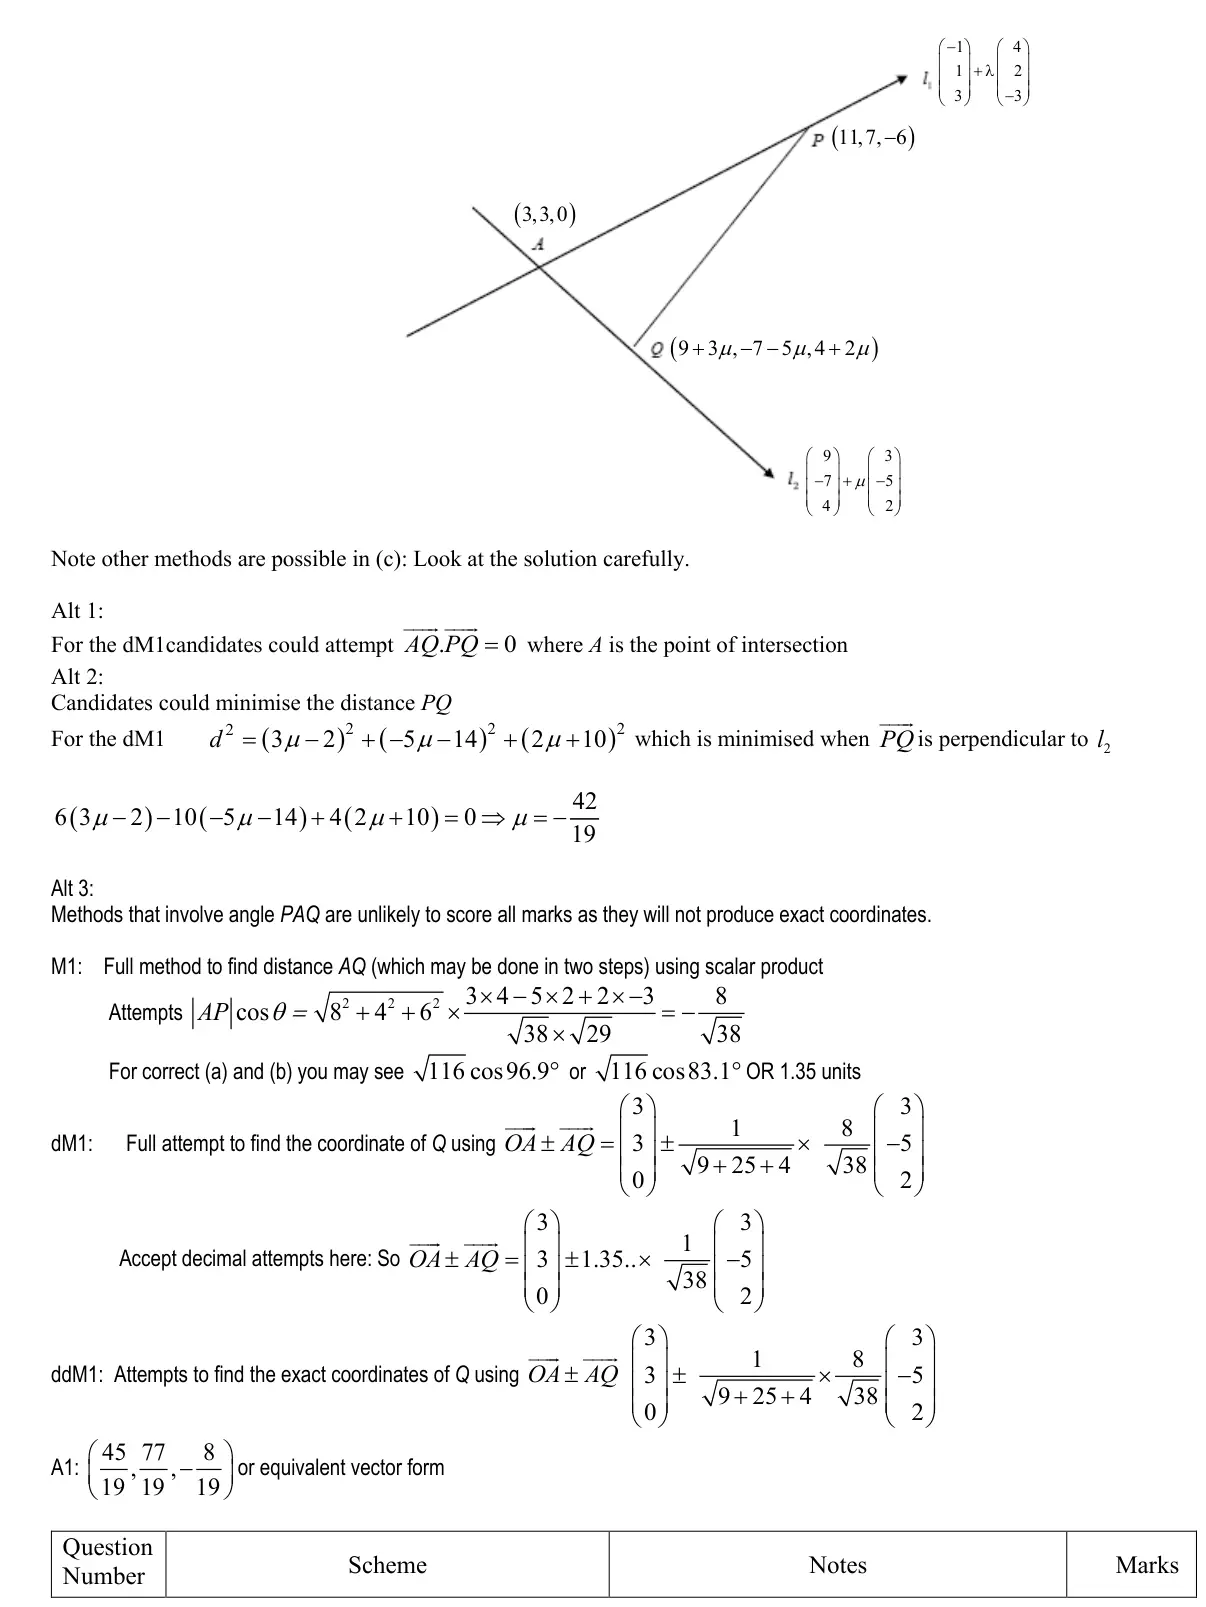 l₁ (−1, 1, 3) + λ (4, 2, −3)
P (11, 7, −6)
(3, 3, 0)
A
Q (9 + 3μ, −7 − 5μ, 4 + 2μ)
l₂ (9, −7, 4) + μ (3, −5, 2)
Note other methods are possible in (c): Look at the solution carefully.
Alt 1:
For the dM1candidates could attempt AQ.PQ = 0 where A is the point of intersection
Alt 2:
Candidates could minimise the distance PQ
For the dM1 d² = (3μ − 2)² + (−5μ − 14)² + (2μ + 10)² which is minimised when PQ is perpendicular to l₂
6(3μ − 2) − 10(−5μ − 14) + 4(2μ + 10) = 0 ⇒ μ = −42/19
Alt 3:
Methods that involve angle PAQ are unlikely to score all marks as they will not produce exact coordinates.
M1: Full method to find distance AQ (which may be done in two steps) using scalar product
Attempts |AP| cos θ = √(8² + 4² + 6²) × (3×4 − 5×2 + 2×−3)/(√38 × √29) = −8/√38
For correct (a) and (b) you may see √116 cos 96.9° or √116 cos 83.1° OR 1.35 units
dM1: Full attempt to find the coordinate of Q using OA ± AQ = (3, 3, 0) ± 1/√(9 + 25 + 4) × 8/√38 (3, −5, 2)
Accept decimal attempts here: So OA ± AQ = (3, 3, 0) ± 1.35.. × 1/√38 (3, −5, 2)
ddM1: Attempts to find the exact coordinates of Q using OA ± AQ (3, 3, 0) ± 1/√(9 + 25 + 4) × 8/√38 (3, −5, 2)
A1: (45/19, 77/19, −8/19) or equivalent vector form
Question Number Scheme Notes Marks